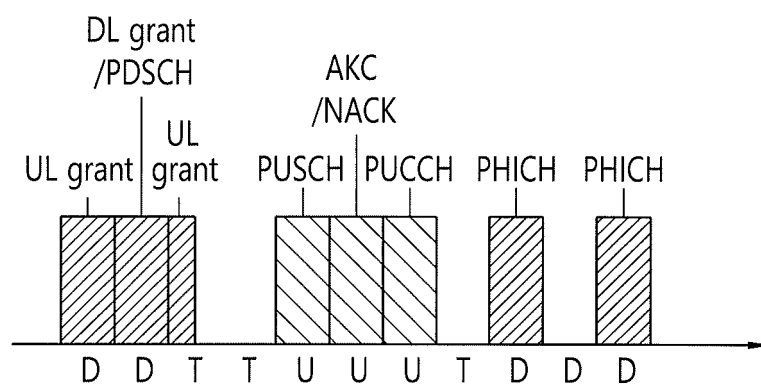 DL grant
/PDSCH
AKC
/NACK
UL grant
UL
grant
PUSCH
PUCCH
PHICH
PHICH
D D T T U U U T D D D